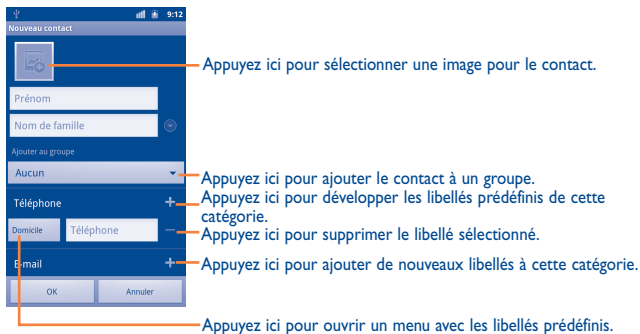 9:12
Nouveau contact
Appuyez ici pour sélectionner une image pour le contact.
Prénom
Nom de famille
Ajouter au groupe
Aucun
Appuyez ici pour ajouter le contact à un groupe.
Téléphone
Appuyez ici pour développer les libellés prédéfinis de cette
catégorie.
Domicile
Téléphone
Appuyez ici pour supprimer le libellé sélectionné.
E-mail
Appuyez ici pour ajouter de nouveaux libellés à cette catégorie.
OK
Annuler
Appuyez ici pour ouvrir un menu avec les libellés prédéfinis.